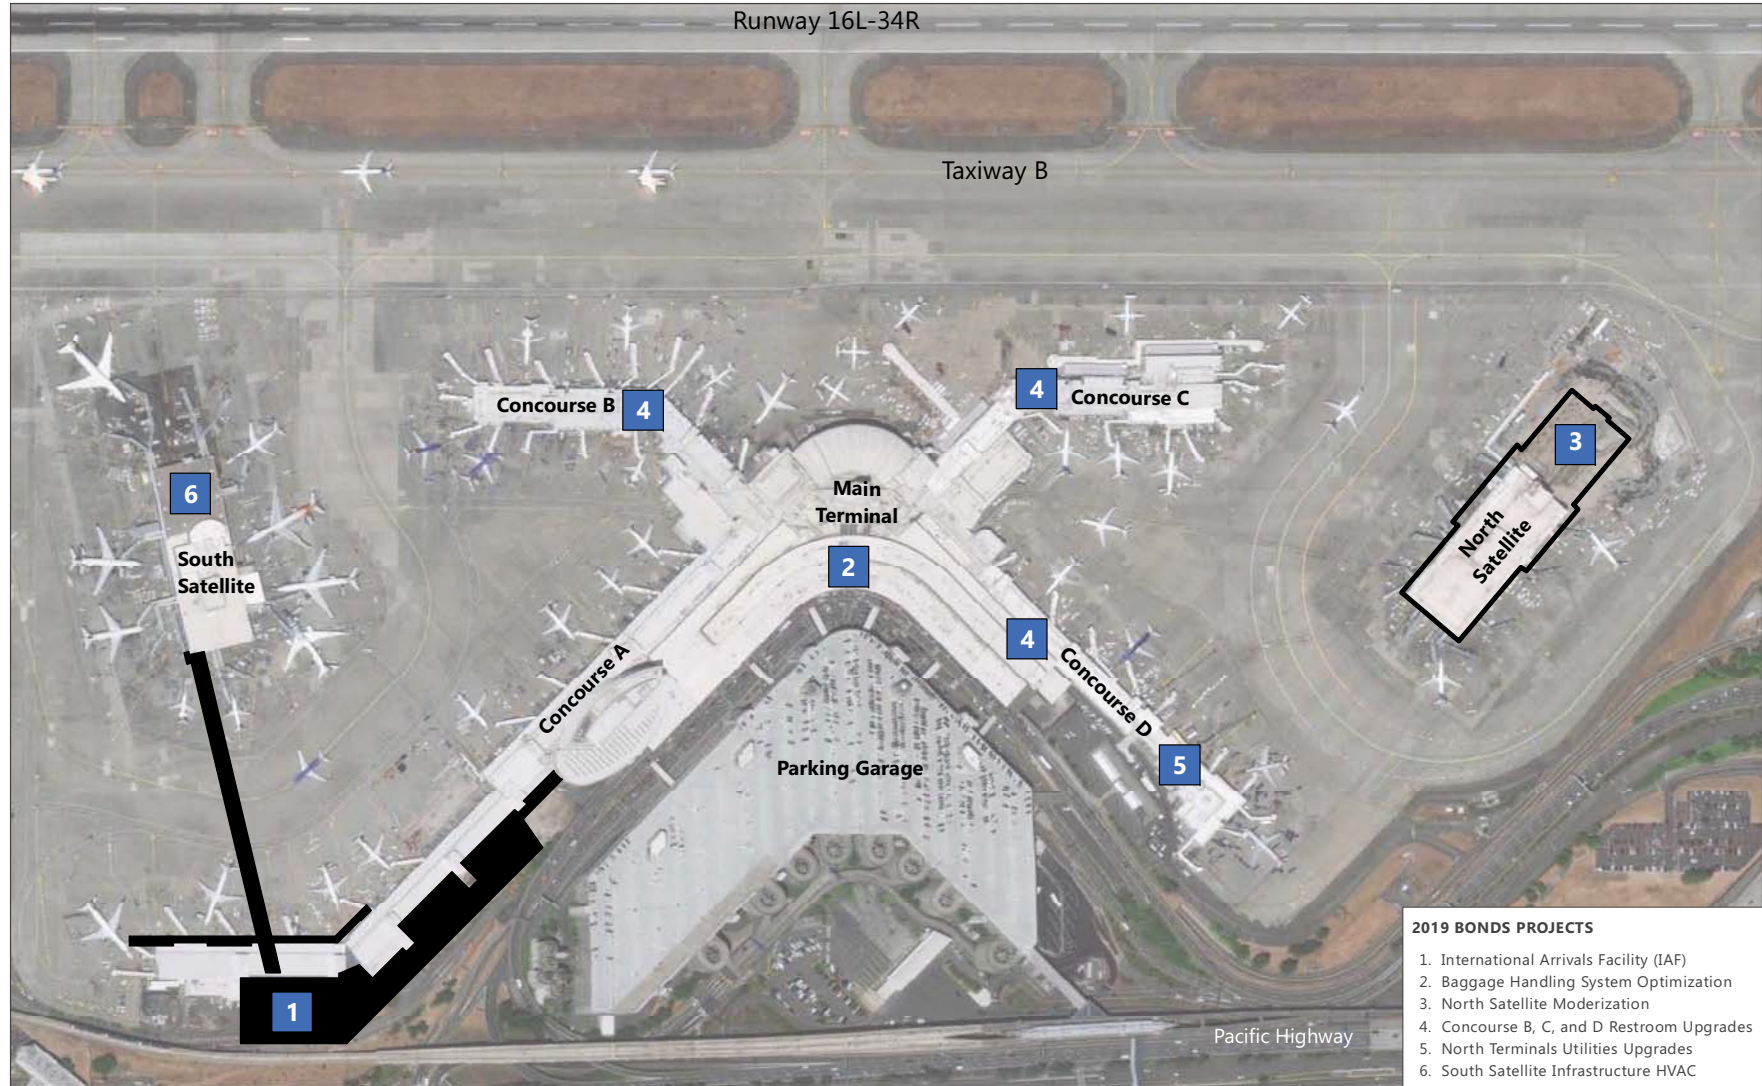 Runway 16L-34R
Taxiway B
Concourse B
4
4
Concourse C
3
6
Main
Terminal
North
Satellite
South
Satellite
2
4
Concourse A
Concourse D
5
Parking Garage
1
Pacific Highway
2019 BONDS PROJECTS
1. International Arrivals Facility (IAF)
2. Baggage Handling System Optimization
3. North Satellite Moderization
4. Concourse B, C, and D Restroom Upgrades
5. North Terminals Utilities Upgrades
6. South Satellite Infrastructure HVAC